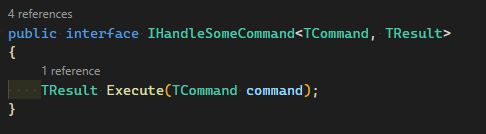 4 references
public interface IHandleSomeCommand<TCommand, TResult>
{
1 reference
TResult Execute(TCommand command);
}